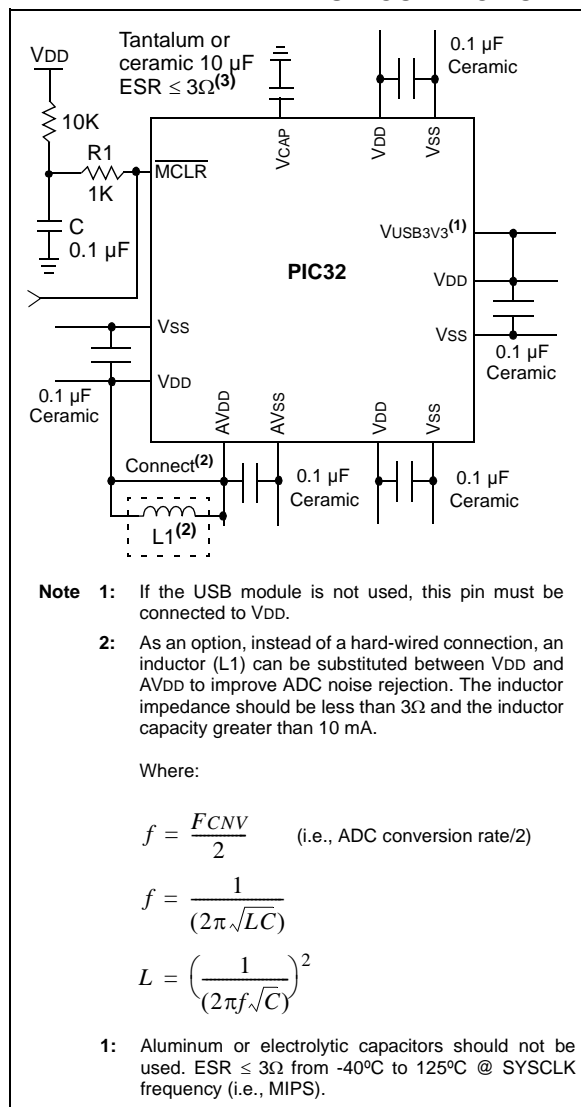 VDD
Tantalum or
ceramic 10 µF
ESR ≤ 3Ω(3)
0.1 µF
Ceramic
10K
R1
1K
MCLR
VCAP
VDD
VSS
C
0.1 µF
VUSB3V3(1)
PIC32
VDD
VSS
VSS
0.1 µF
Ceramic
VDD
0.1 µF
Ceramic
AVDD
AVSS
VDD
VSS
Connect(2)
0.1 µF
Ceramic
0.1 µF
Ceramic
L1(2)
Note 1: If the USB module is not used, this pin must be
connected to VDD.
2: As an option, instead of a hard-wired connection, an
inductor (L1) can be substituted between VDD and
AVDD to improve ADC noise rejection. The inductor
impedance should be less than 3Ω and the inductor
capacity greater than 10 mA.
Where:
f = FCNV / 2 (i.e., ADC conversion rate/2)
f = 1 / (2π√LC)
L = (1 / (2πf√C))²
1: Aluminum or electrolytic capacitors should not be
used. ESR ≤ 3Ω from -40ºC to 125ºC @ SYSCLK
frequency (i.e., MIPS).